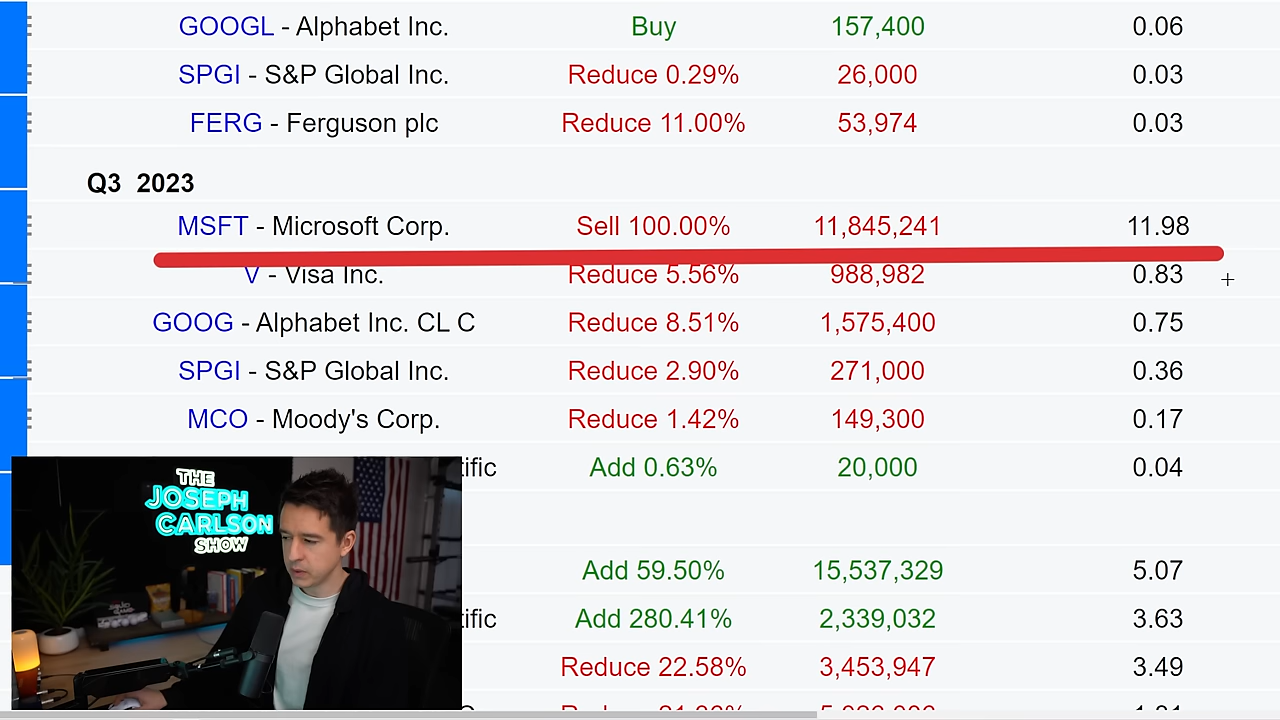 GOOGL - Alphabet Inc. Buy 157,400 0.06
SPGI - S&P Global Inc. Reduce 0.29% 26,000 0.03
FERG - Ferguson plc Reduce 11.00% 53,974 0.03
Q3 2023
MSFT - Microsoft Corp. Sell 100.00% 11,845,241 11.98
V - Visa Inc. Reduce 5.56% 988,982 0.83
GOOG - Alphabet Inc. CL C Reduce 8.51% 1,575,400 0.75
SPGI - S&P Global Inc. Reduce 2.90% 271,000 0.36
MCO - Moody's Corp. Reduce 1.42% 149,300 0.17
tific Add 0.63% 20,000 0.04
Add 59.50% 15,537,329 5.07
tific Add 280.41% 2,339,032 3.63
Reduce 22.58% 3,453,947 3.49
THE
JOSEPH
CARLSON
SHOW